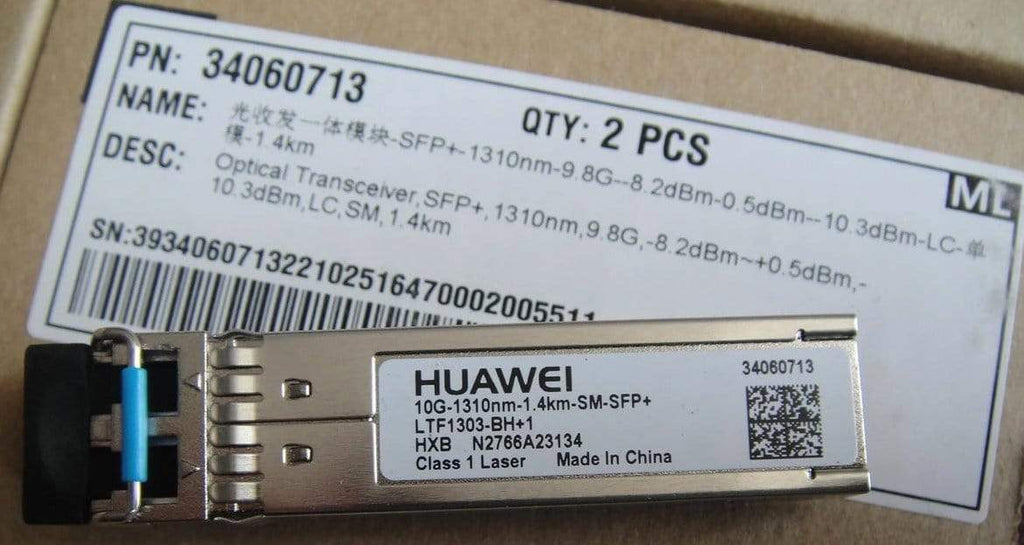 PN: 34060713
QTY: 2 PCS
NAME: 光收发一体模块-SFP+-1310nm-9.8G--8.2dBm-0.5dBm--10.3dBm-LC-单
模-1.4km
DESC: Optical Transceiver,SFP+,1310nm,9.8G,-8.2dBm~+0.5dBm,-
10.3dBm,LC,SM,1.4km
ML
SN:393406071322102516470002005511
HUAWEI
34060713
10G-1310nm-1.4km-SM-SFP+
LTF1303-BH+1
HXB N2766A23134
Class 1 Laser Made In China